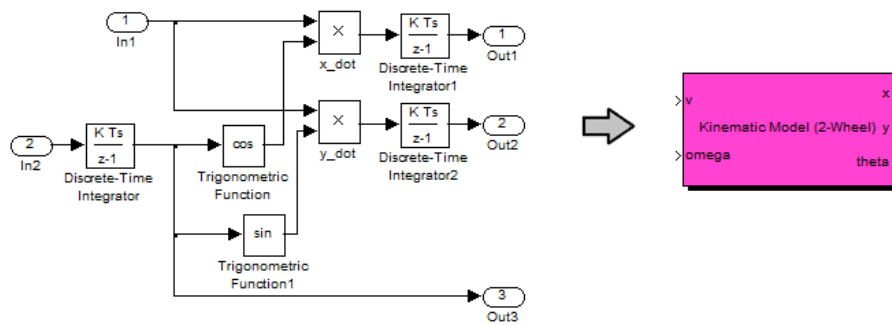 1
In1
×
x_dot
K Ts
z-1
Discrete-Time
Integrator1
1
Out1
2
In2
K Ts
z-1
Discrete-Time
Integrator
cos
Trigonometric
Function
×
y_dot
K Ts
z-1
Discrete-Time
Integrator2
2
Out2
sin
Trigonometric
Function1
3
Out3
v
x
Kinematic Model (2-Wheel)
y
omega
theta